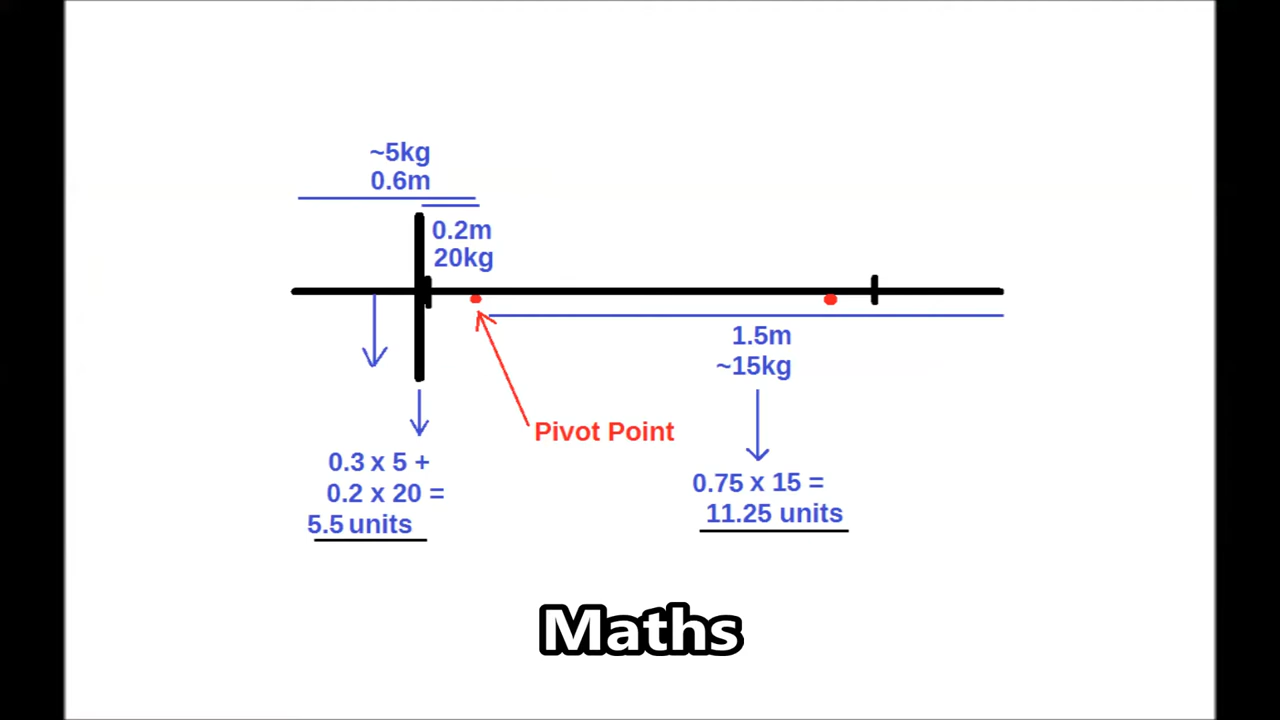 ~5kg
0.6m
0.2m
20kg
1.5m
~15kg
Pivot Point
0.3 x 5 +
0.2 x 20 =
5.5 units
0.75 x 15 =
11.25 units
Maths